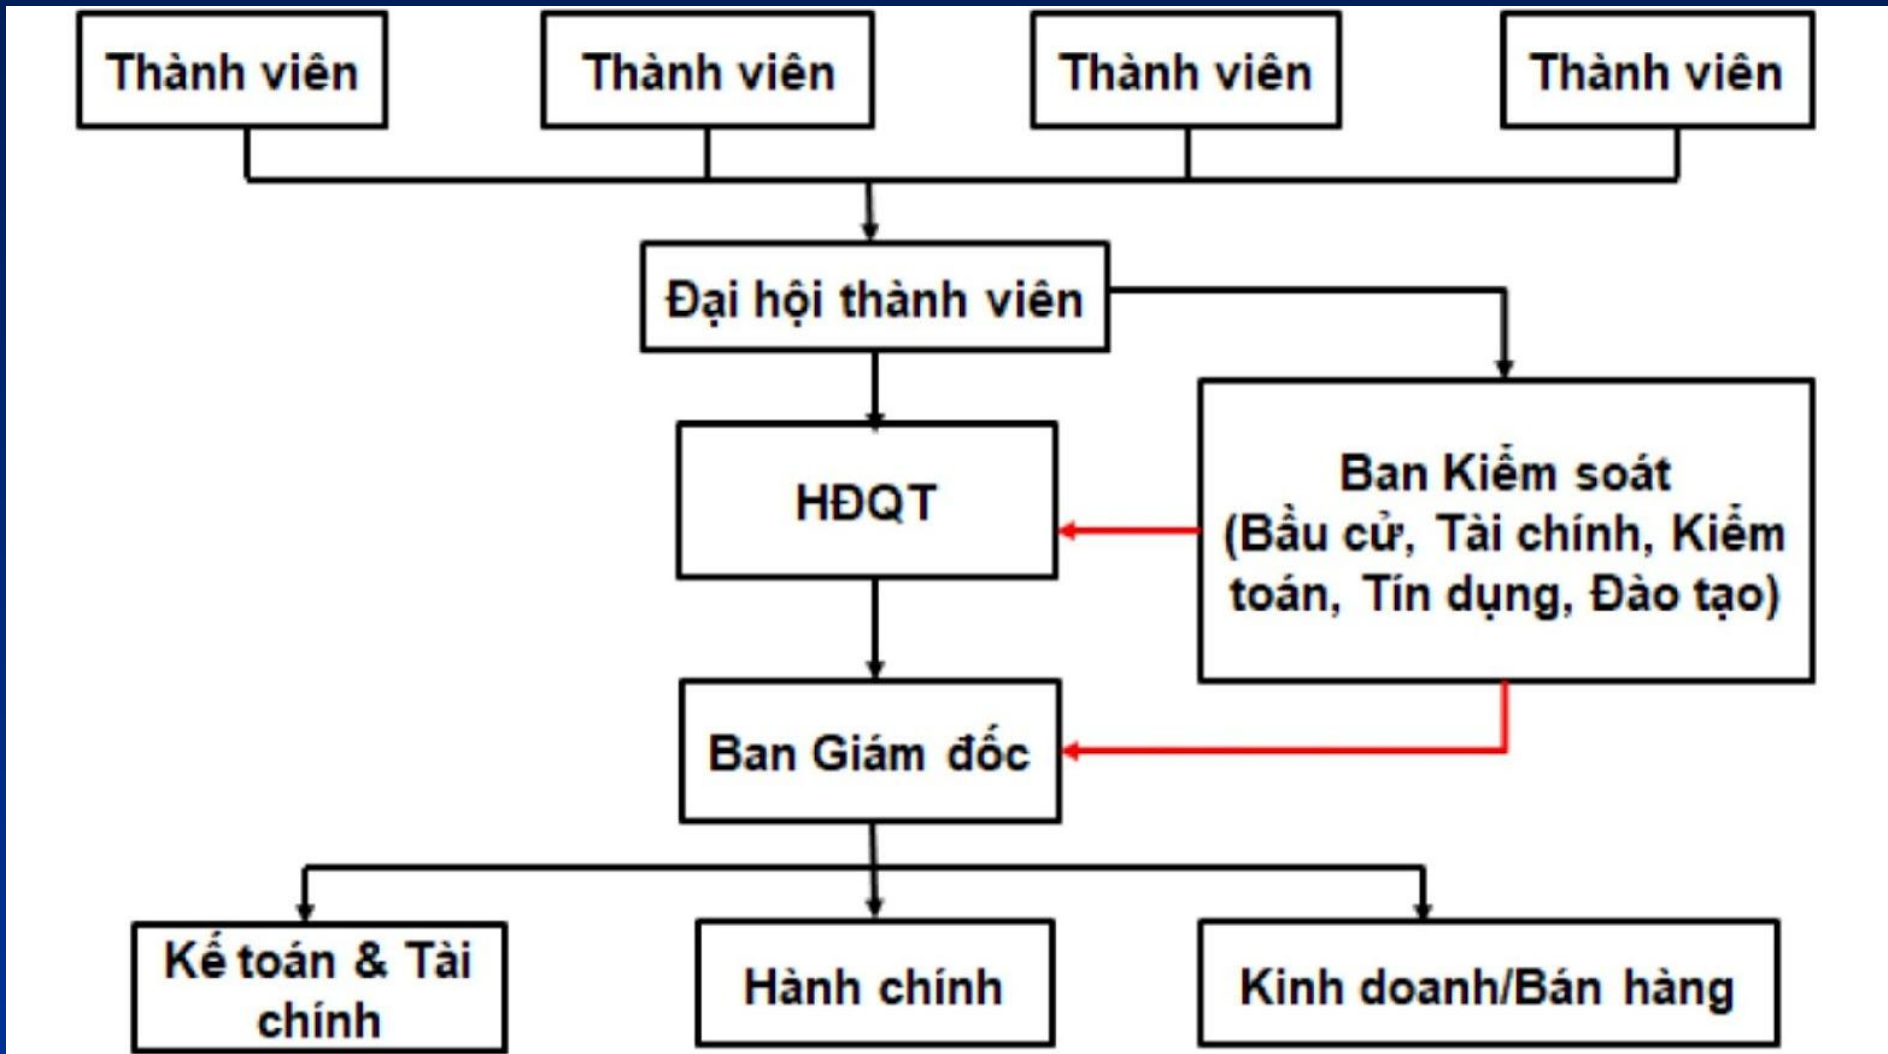 Thành viên
Thành viên
Thành viên
Thành viên
Đại hội thành viên
HĐQT
Ban Kiểm soát
(Bầu cử, Tài chính, Kiểm
toán, Tín dụng, Đào tạo)
Ban Giám đốc
Kế toán & Tài
chính
Hành chính
Kinh doanh/Bán hàng